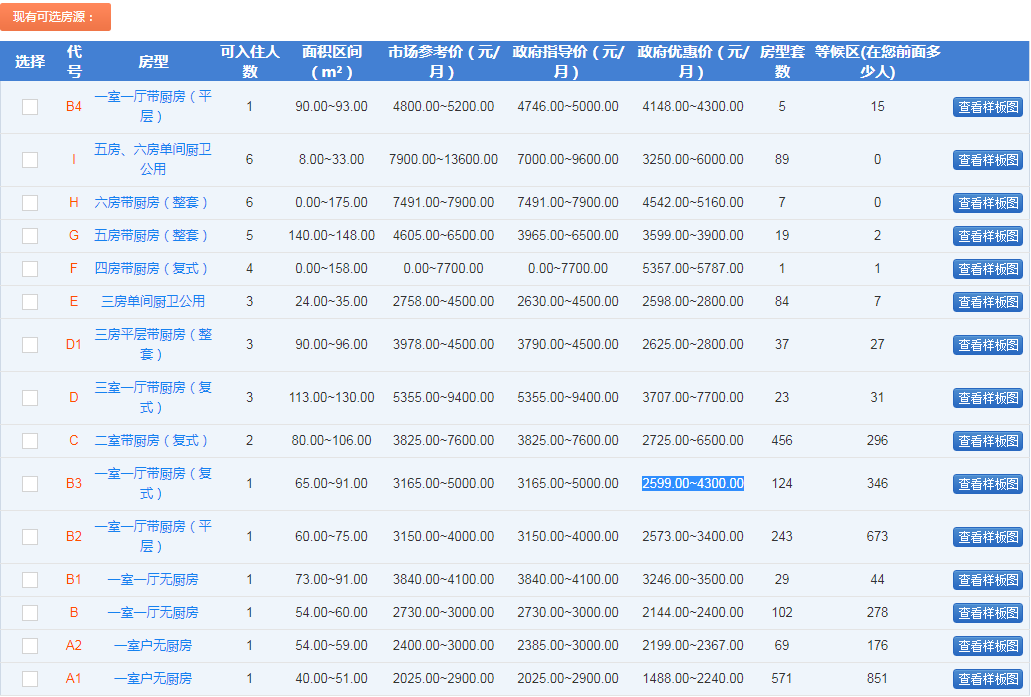 现有可选房源：
选择 代号 房型 可入住人数 面积区间（m²） 市场参考价（元/月） 政府指导价（元/月） 政府优惠价（元/月） 房型套数 等候区(在您前面多少人)
B4 一室一厅带厨房（平层） 1 90.00~93.00 4800.00~5200.00 4746.00~5000.00 4148.00~4300.00 5 15 查看样板图
I 五房、六房单间厨卫公用 6 8.00~33.00 7900.00~13600.00 7000.00~9600.00 3250.00~6000.00 89 0 查看样板图
H 六房带厨房（整套） 6 0.00~175.00 7491.00~7900.00 7491.00~7900.00 4542.00~5160.00 7 0 查看样板图
G 五房带厨房（整套） 5 140.00~148.00 4605.00~6500.00 3965.00~6500.00 3599.00~3900.00 19 2 查看样板图
F 四房带厨房（复式） 4 0.00~158.00 0.00~7700.00 0.00~7700.00 5357.00~5787.00 1 1 查看样板图
E 三房单间厨卫公用 3 24.00~35.00 2758.00~4500.00 2630.00~4500.00 2598.00~2800.00 84 7 查看样板图
D1 三房平层带厨房（整套） 3 90.00~96.00 3978.00~4500.00 3790.00~4500.00 2625.00~2800.00 37 27 查看样板图
D 三室一厅带厨房（复式） 3 113.00~130.00 5355.00~9400.00 5355.00~9400.00 3707.00~7700.00 23 31 查看样板图
C 二室带厨房（复式） 2 80.00~106.00 3825.00~7600.00 3825.00~7600.00 2725.00~6500.00 456 296 查看样板图
B3 一室一厅带厨房（复式） 1 65.00~91.00 3165.00~5000.00 3165.00~5000.00 2599.00~4300.00 124 346 查看样板图
B2 一室一厅带厨房（平层） 1 60.00~75.00 3150.00~4000.00 3150.00~4000.00 2573.00~3400.00 243 673 查看样板图
B1 一室一厅无厨房 1 73.00~91.00 3840.00~4100.00 3840.00~4100.00 3246.00~3500.00 29 44 查看样板图
B 一室一厅无厨房 1 54.00~60.00 2730.00~3000.00 2730.00~3000.00 2144.00~2400.00 102 278 查看样板图
A2 一室户无厨房 1 54.00~59.00 2400.00~3000.00 2385.00~3000.00 2199.00~2367.00 69 176 查看样板图
A1 一室户无厨房 1 40.00~51.00 2025.00~2900.00 2025.00~2900.00 1488.00~2240.00 571 851 查看样板图